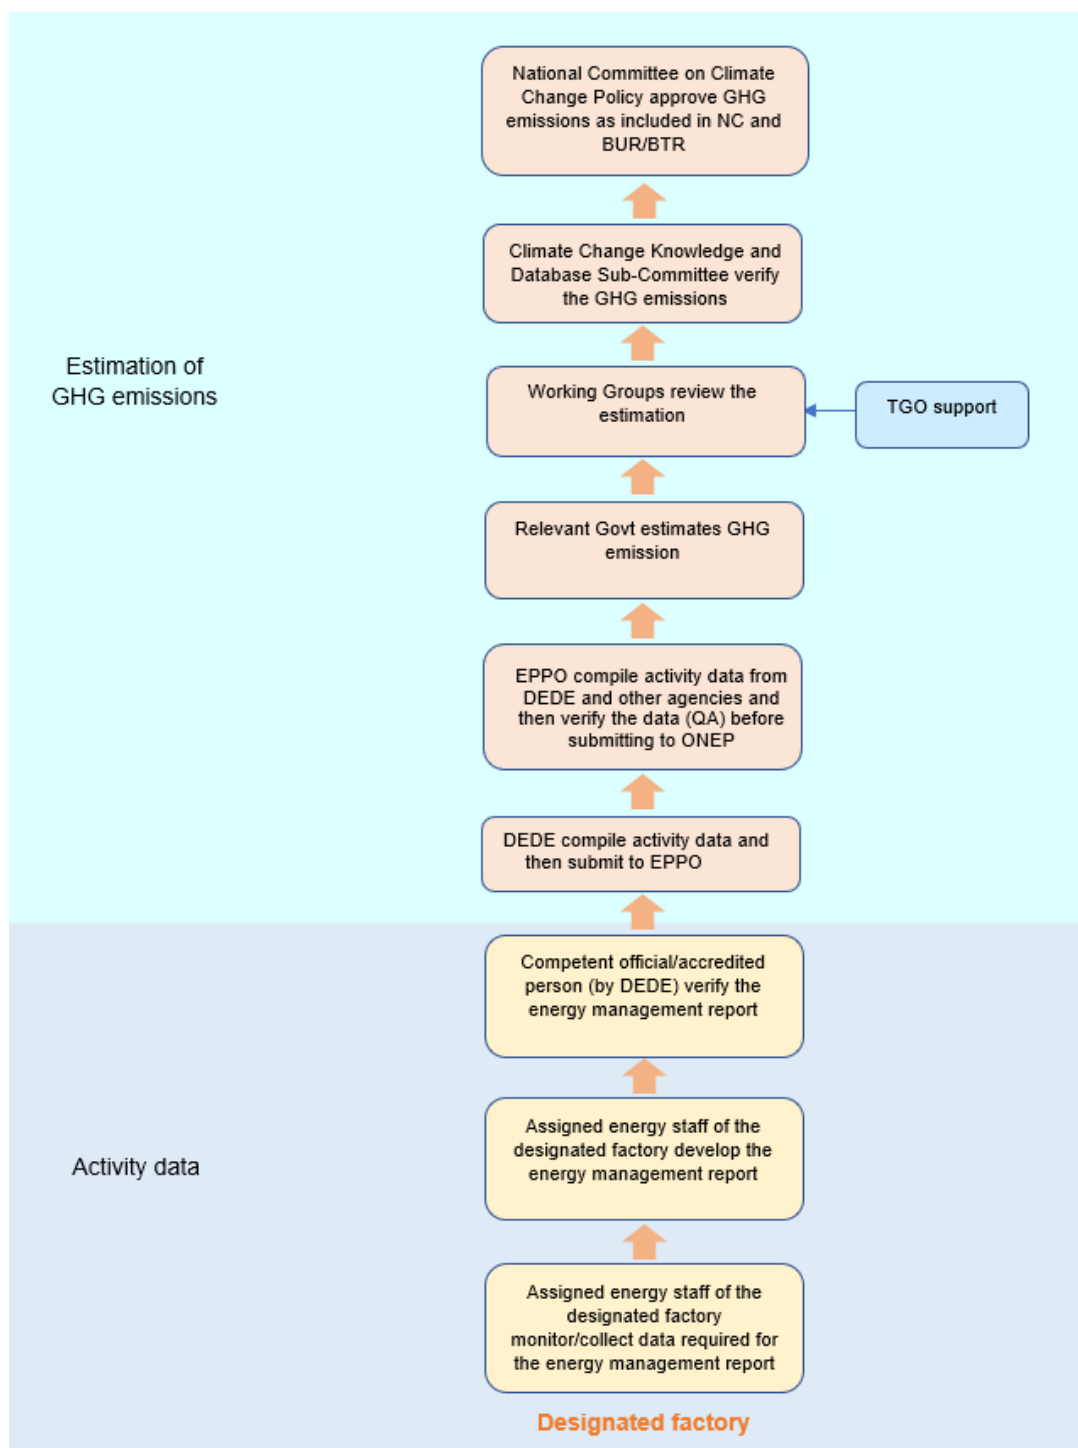 National Committee on Climate
Change Policy approve GHG
emissions as included in NC and
BUR/BTR
Climate Change Knowledge and
Database Sub-Committee verify
the GHG emissions
Estimation of
GHG emissions
Working Groups review the
estimation
TGO support
Relevant Govt estimates GHG
emission
EPPO compile activity data from
DEDE and other agencies and
then verify the data (QA) before
submitting to ONEP
DEDE compile activity data and
then submit to EPPO
Competent official/accredited
person (by DEDE) verify the
energy management report
Activity data
Assigned energy staff of the
designated factory develop the
energy management report
Assigned energy staff of the
designated factory
monitor/collect data required for
the energy management report
Designated factory